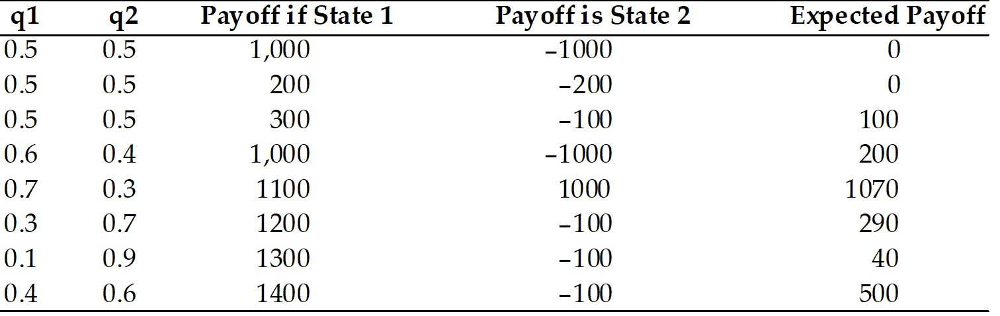 q1 q2 Payoff if State 1 Payoff is State 2 Expected Payoff
0.5 0.5 1,000 –1000 0
0.5 0.5 200 –200 0
0.5 0.5 300 –100 100
0.6 0.4 1,000 –1000 200
0.7 0.3 1100 1000 1070
0.3 0.7 1200 –100 290
0.1 0.9 1300 –100 40
0.4 0.6 1400 –100 500